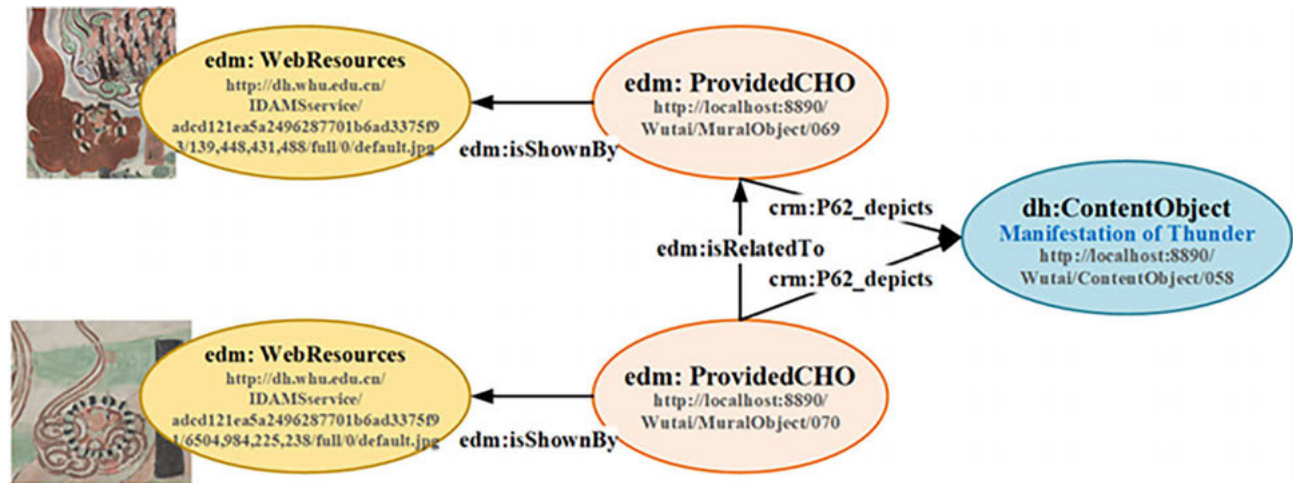 edm: WebResources
http://dh.whu.edu.cn/
IDAMSservice/
adcd121ea5a2496287701b6ad3375f9
3/139,448,431,488/full/0/default.jpg
edm:isShownBy
edm: ProvidedCHO
http://localhost:8890/
Wutai/MuralObject/069
crm:P62_depicts
edm:isRelatedTo
crm:P62_depicts
dh:ContentObject
Manifestation of Thunder
http://localhost:8890/
Wutai/ContentObject/058
edm: WebResources
http://dh.whu.edu.cn/
IDAMSservice/
adcd121ea5a2496287701b6ad3375f9
1/6504,984,225,238/full/0/default.jpg
edm:isShownBy
edm: ProvidedCHO
http://localhost:8890/
Wutai/MuralObject/070